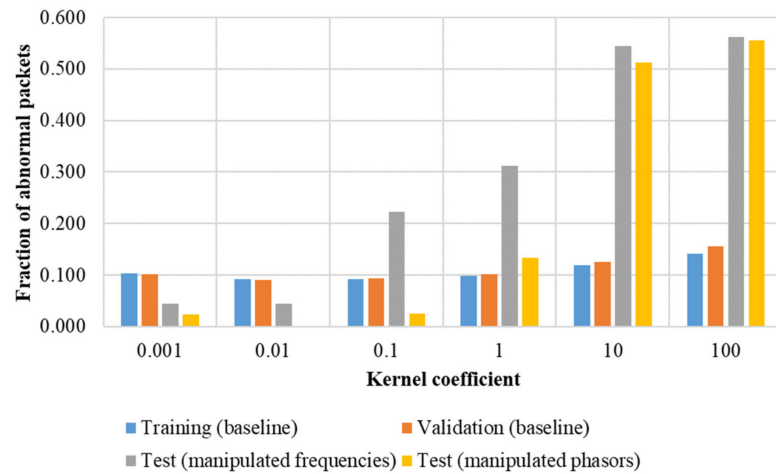 0.600
0.500
0.400
0.300
0.200
0.100
0.000
Fraction of abnormal packets
0.001 0.01 0.1 1 10 100
Kernel coefficient
Training (baseline) Validation (baseline)
Test (manipulated frequencies) Test (manipulated phasors)